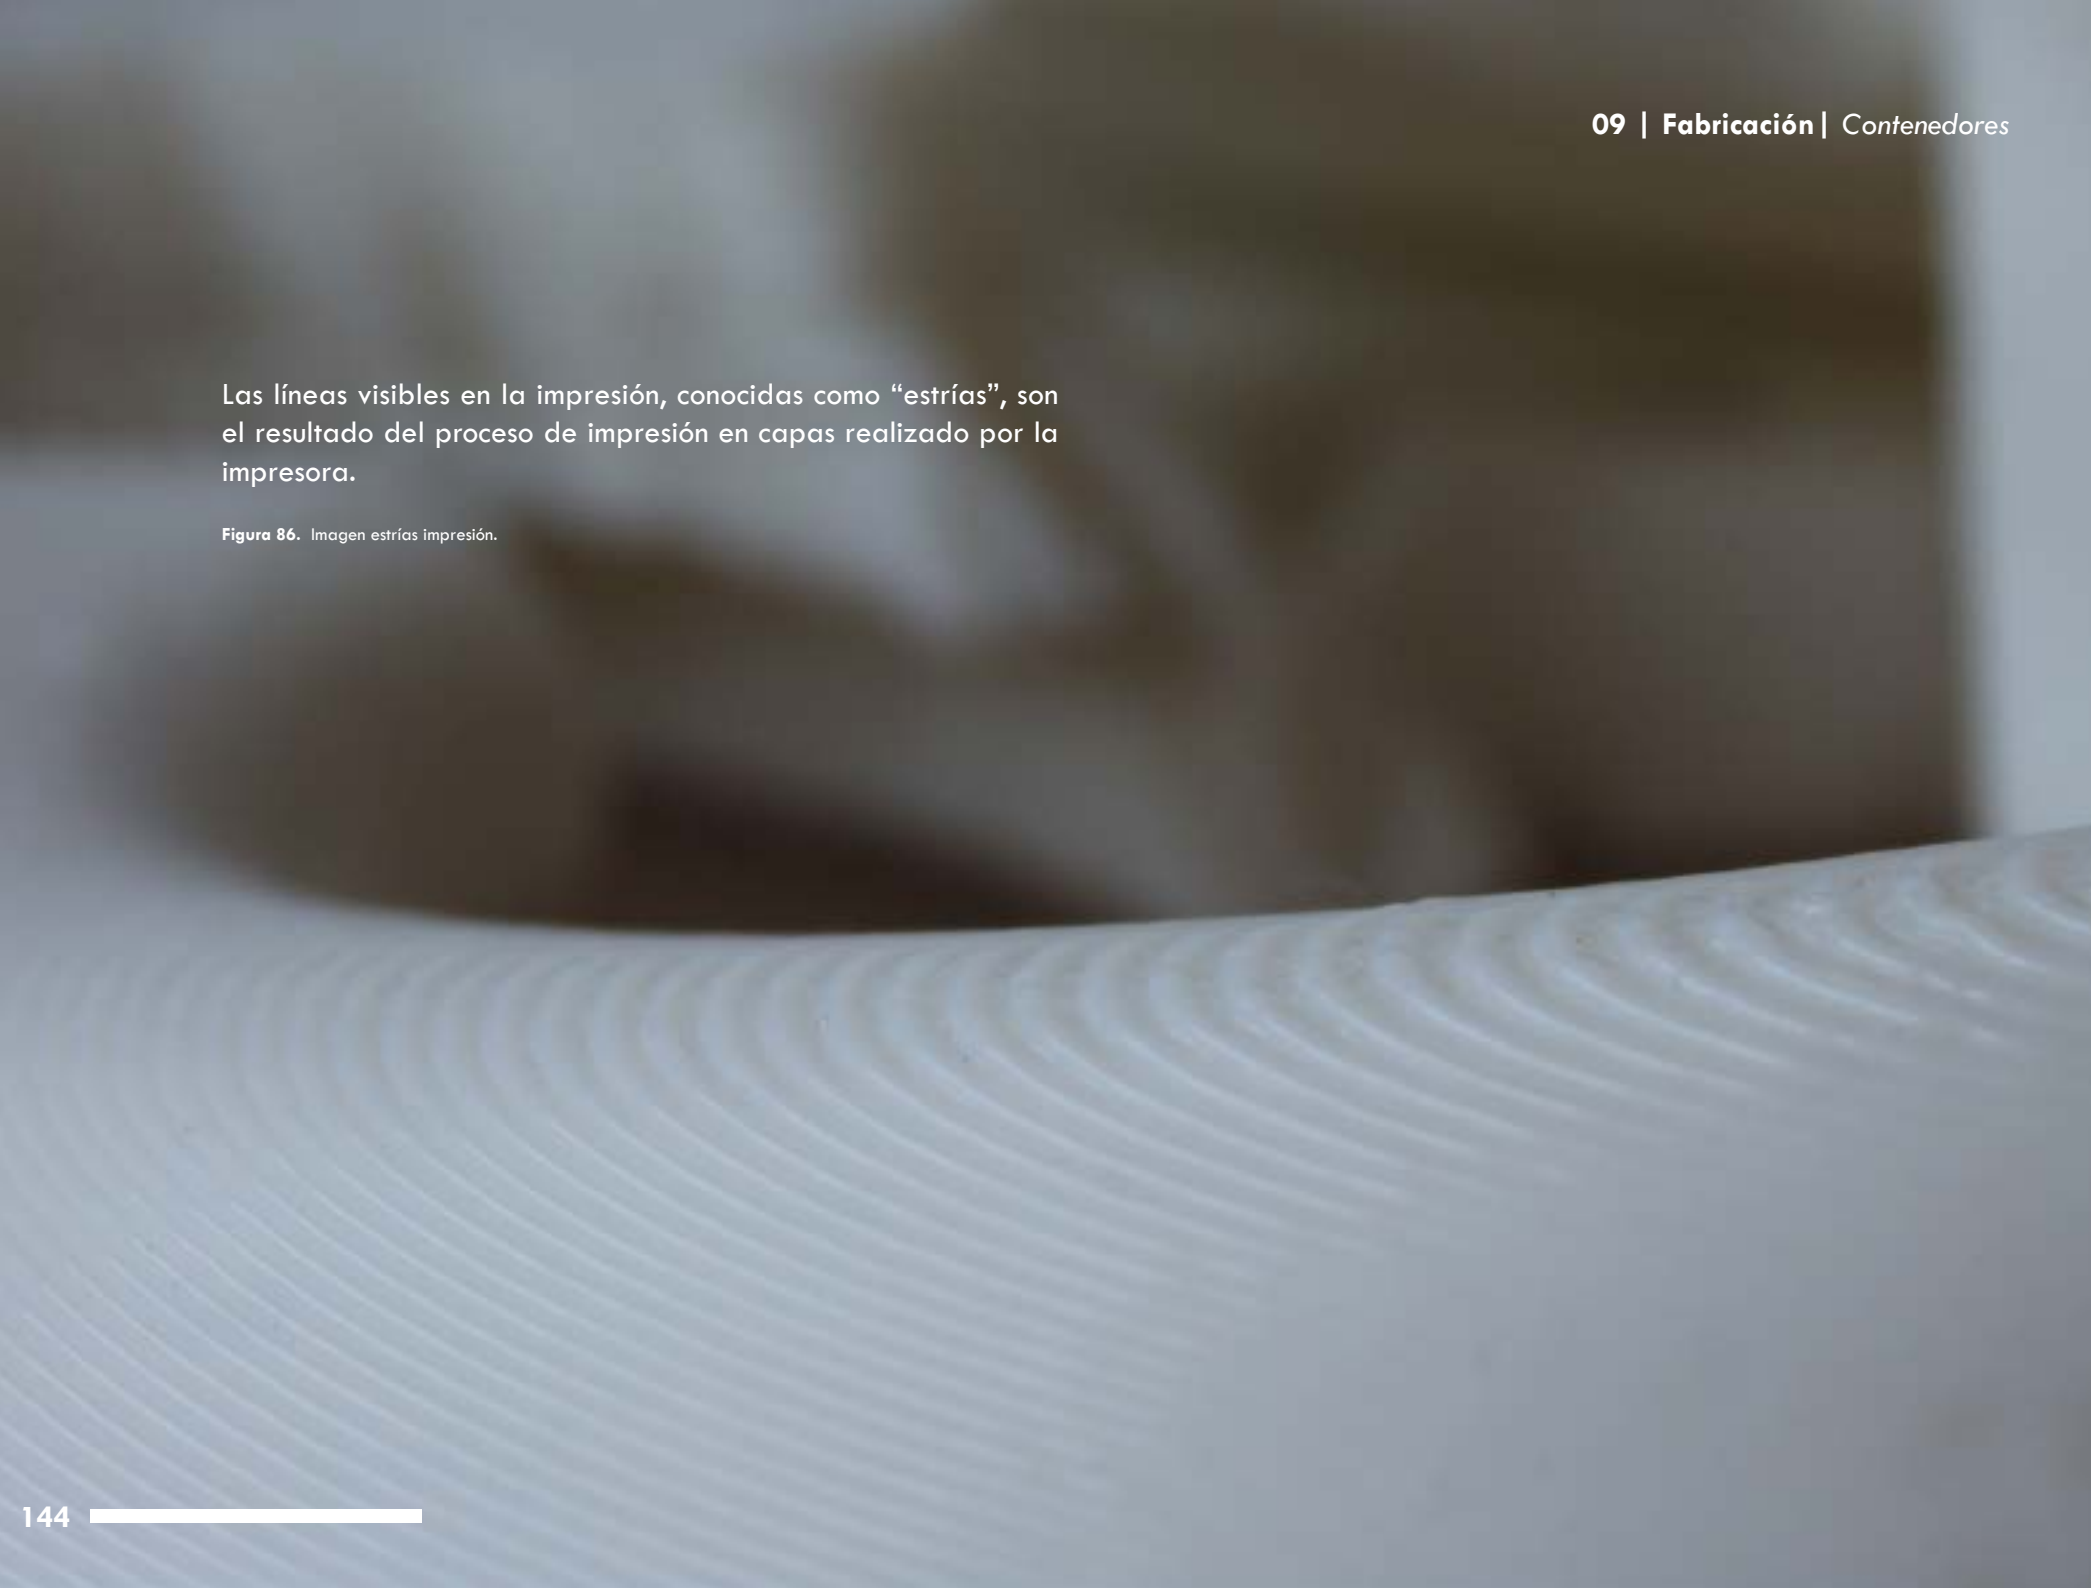 09 | Fabricación| Contenedores
Las líneas visibles en la impresión, conocidas como “estrías”, son
el resultado del proceso de impresión en capas realizado por la
impresora.
Figura 86. Imagen estrías impresión.
144